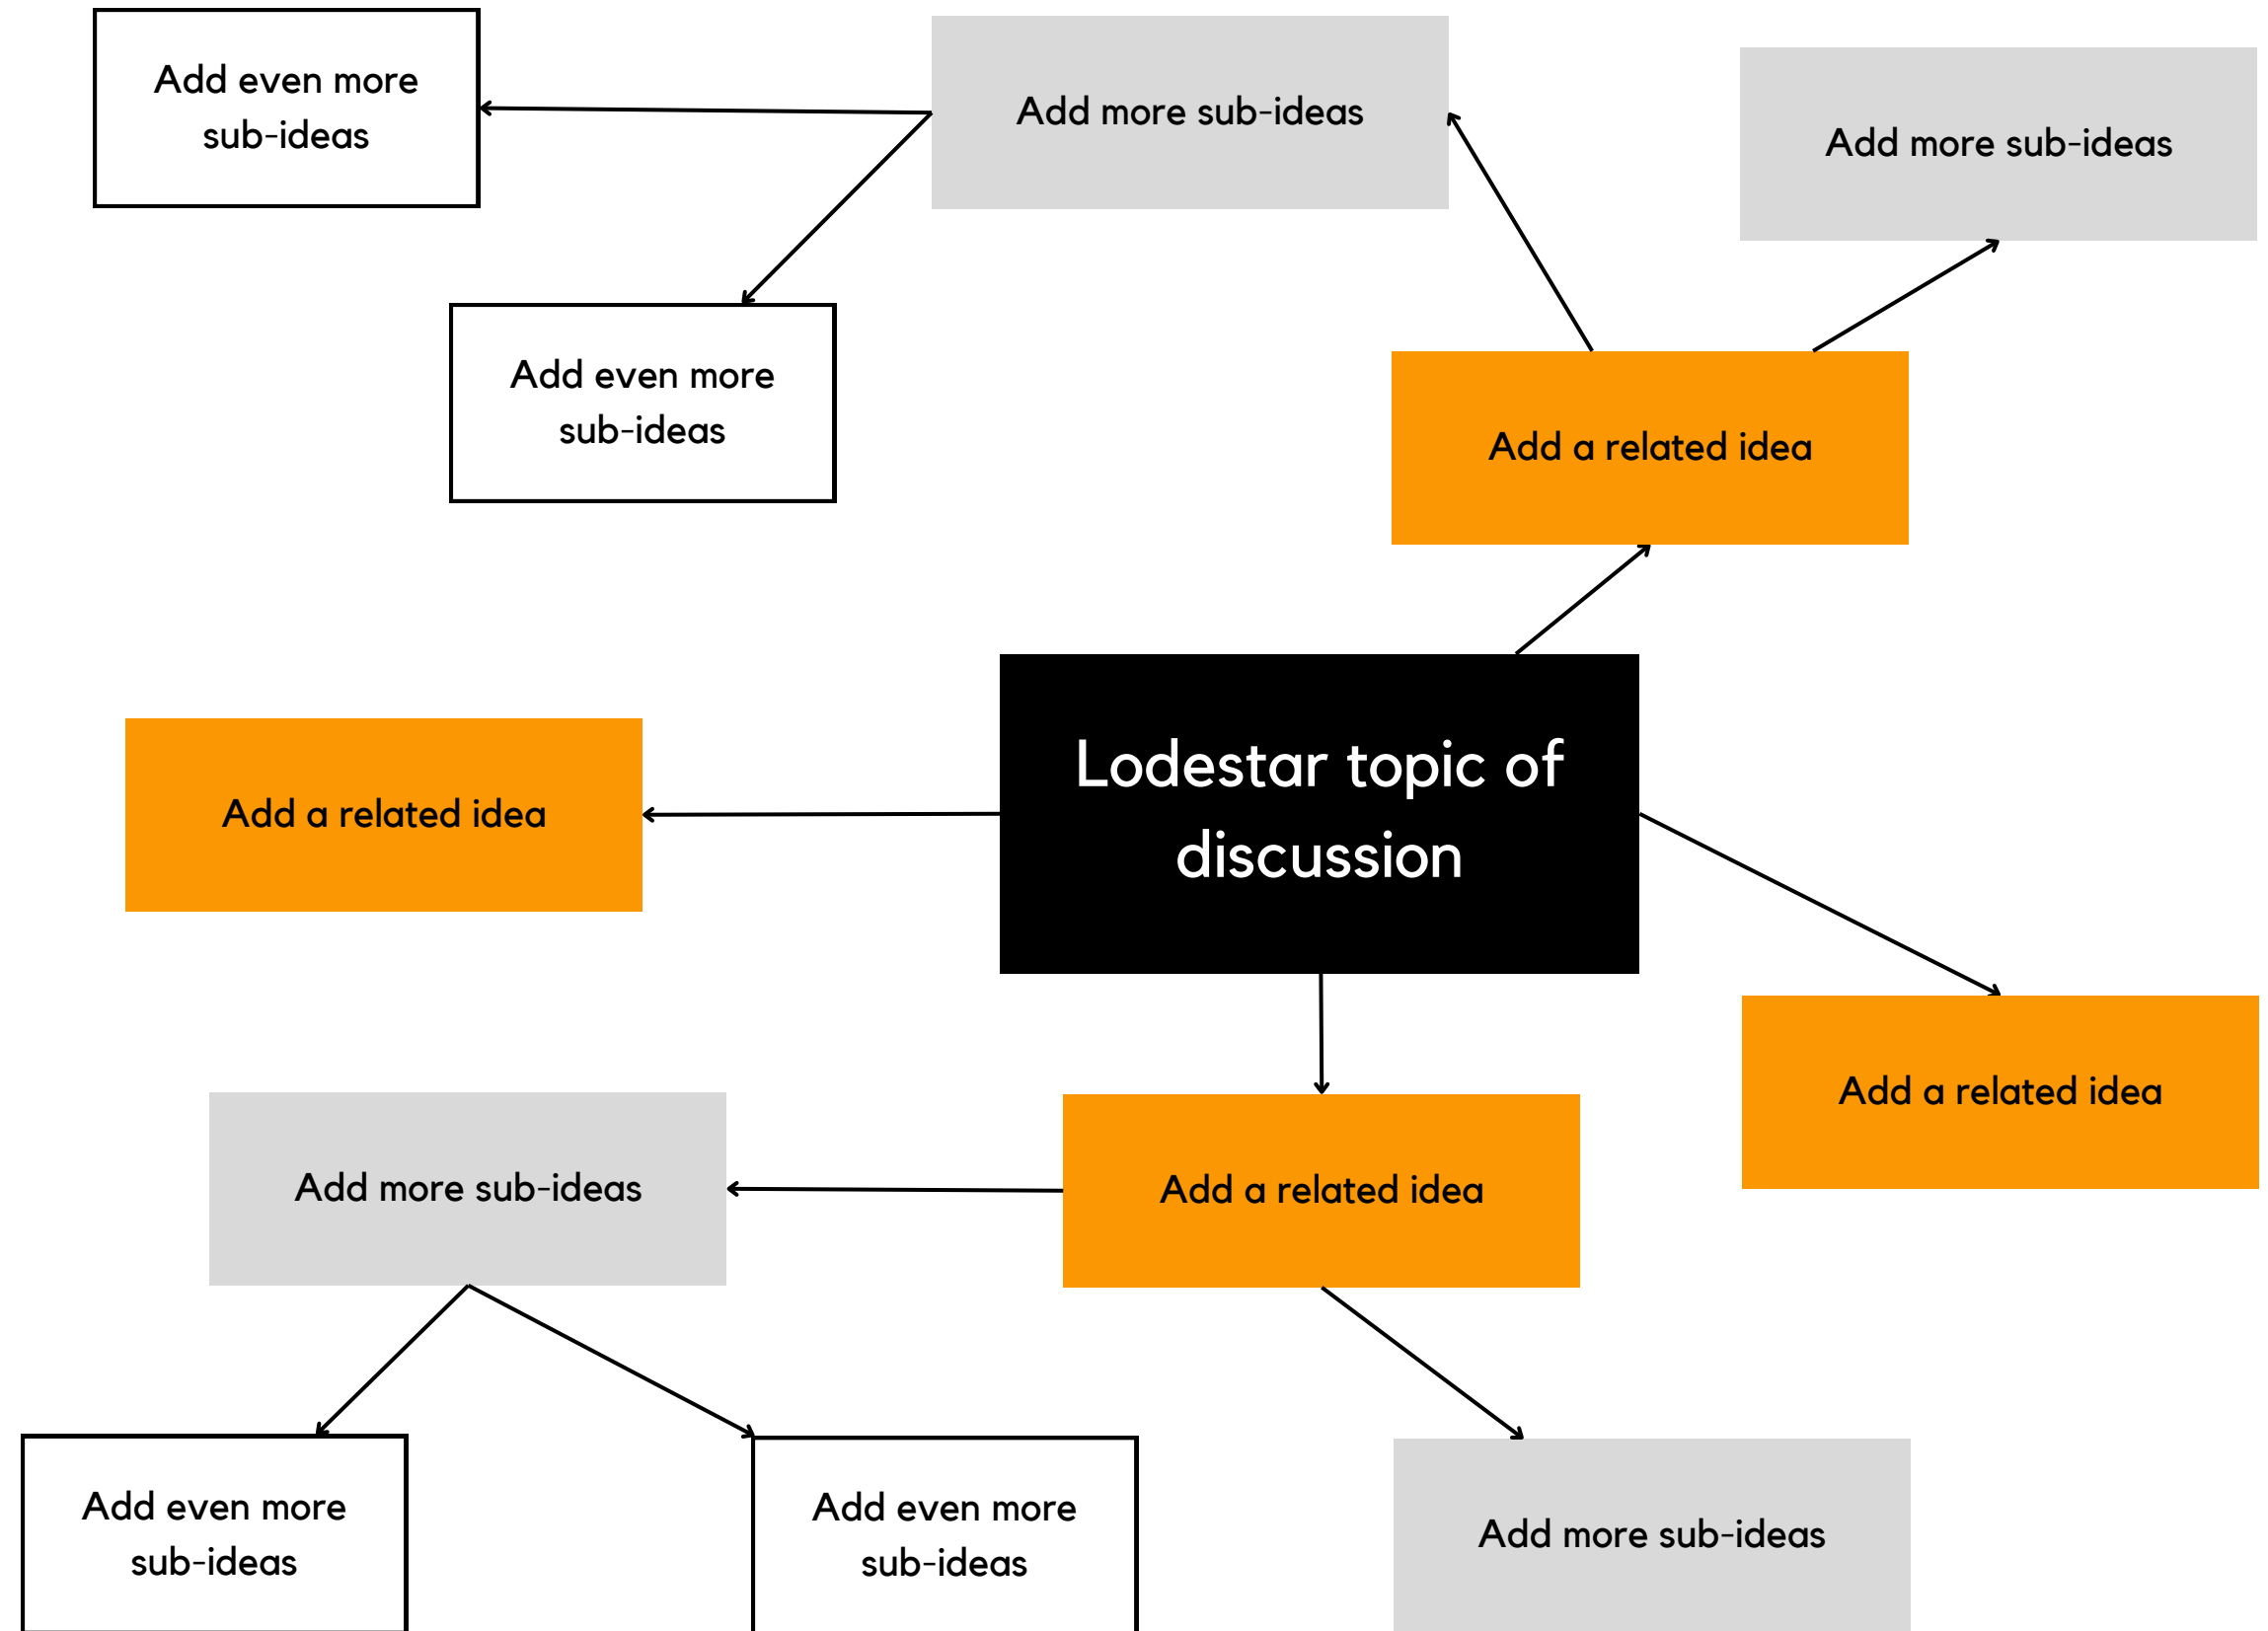 Add even more
sub-ideas
Add more sub-ideas
Add more sub-ideas
Add even more
sub-ideas
Add a related idea
Lodestar topic of
discussion
Add a related idea
Add a related idea
Add more sub-ideas
Add a related idea
Add even more
sub-ideas
Add even more
sub-ideas
Add more sub-ideas